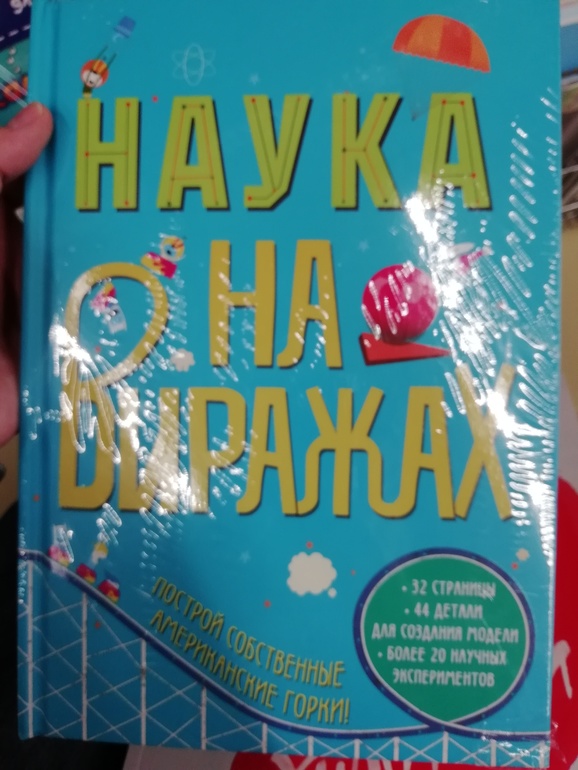 НАУКА
НА
ВИРАЖАХ
ПОСТРОЙ СОБСТВЕННЫЕ
АМЕРИКАНСКИЕ ГОРКИ!
• 32 СТРАНИЦЫ
• 44 ДЕТАЛИ
ДЛЯ СОЗДАНИЯ МОДЕЛИ
• БОЛЕЕ 20 НАУЧНЫХ
ЭКСПЕРИМЕНТОВ